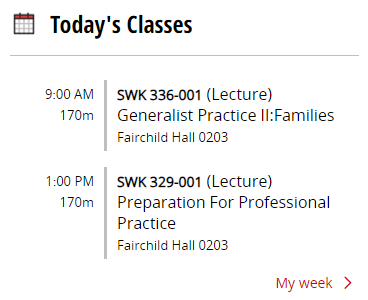 Today's Classes
9:00 AM
170m
SWK 336-001 (Lecture)
Generalist Practice II:Families
Fairchild Hall 0203
1:00 PM
170m
SWK 329-001 (Lecture)
Preparation For Professional
Practice
Fairchild Hall 0203
My week